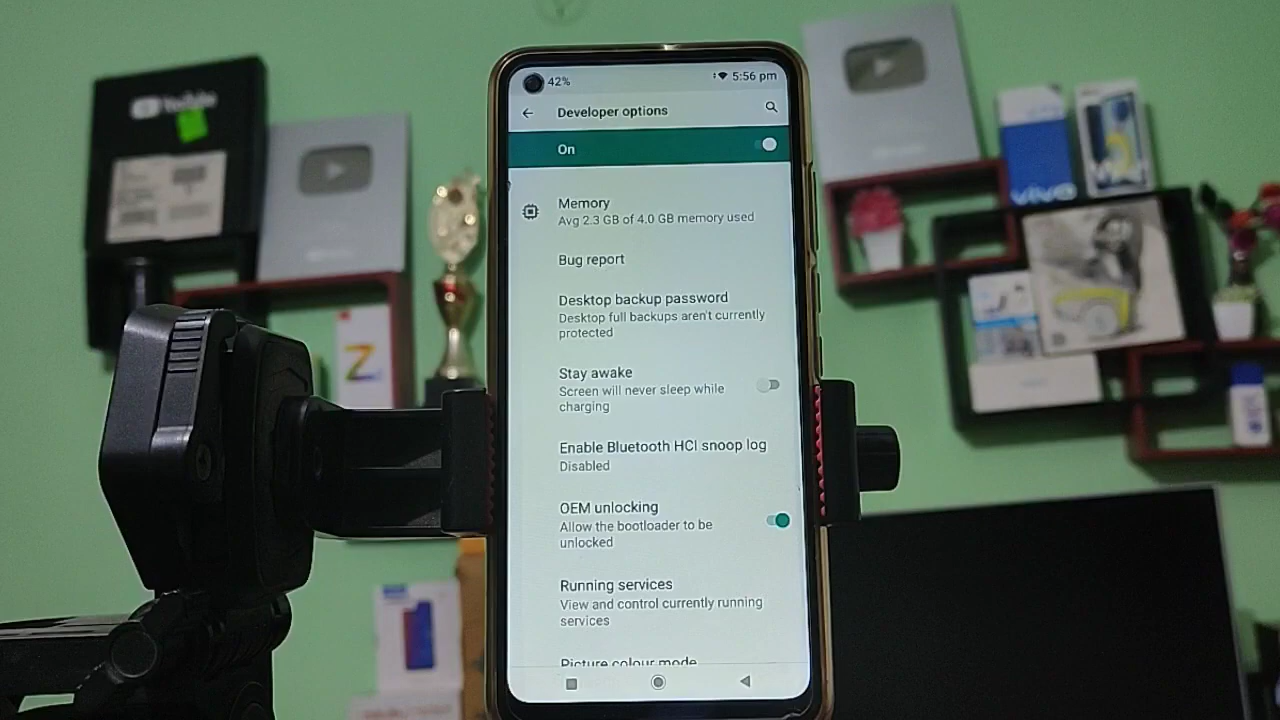 42%
5:56 pm
Developer options
On
Memory
Avg 2.3 GB of 4.0 GB memory used
Bug report
Desktop backup password
Desktop full backups aren't currently
protected
Stay awake
Screen will never sleep while
charging
Enable Bluetooth HCI snoop log
Disabled
OEM unlocking
Allow the bootloader to be
unlocked
Running services
View and control currently running
services
Picture colour mode
YouTube
vivo
Z